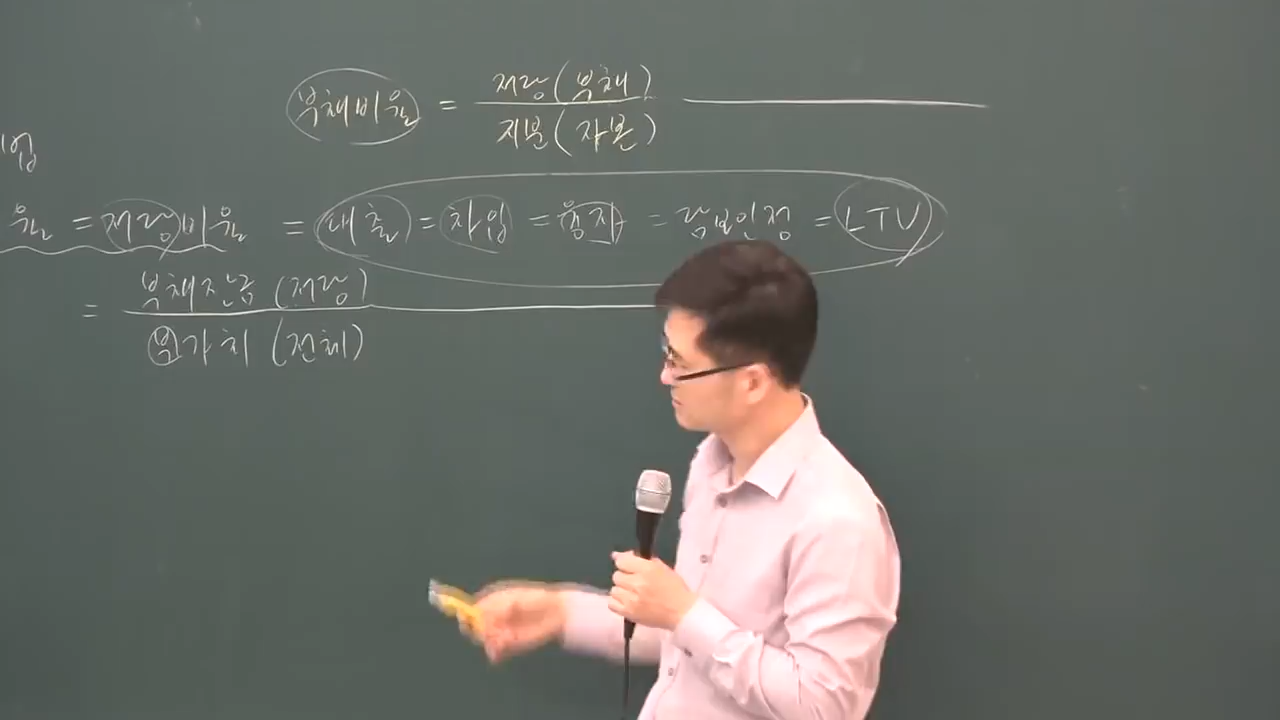 부채비율 = 저당(부채) / 지분(자본)
입
율 = 저당비율 = 대출 = 차입 = 융자 = 담보인정 = LTV
= 부채잔금 (저당) / 부가치 (전체)